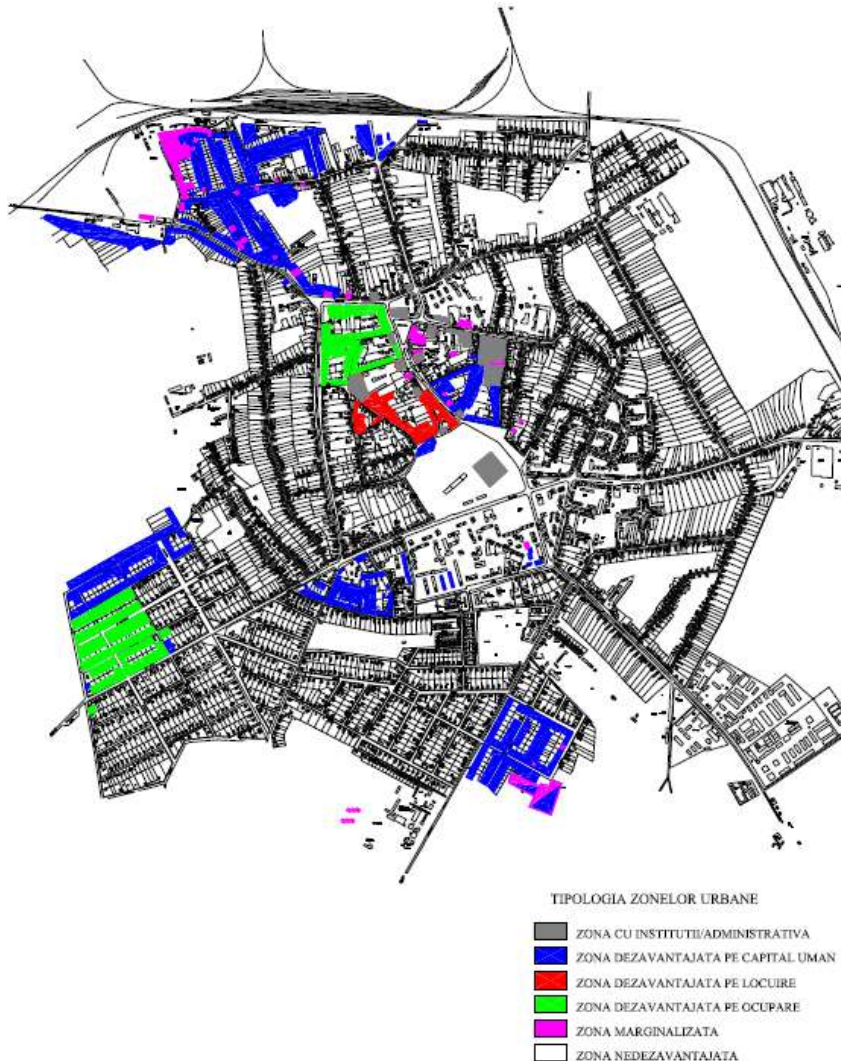 TIPOLOGIA ZONELOR URBANE
ZONA CU INSTITUTII/ADMINISTRATIVA
ZONA DEZAVANTAJATA PE CAPITAL UMAN
ZONA DEZAVANTAJATA PE LOCUIRE
ZONA DEZAVANTAJATA PE OCUPARE
ZONA MARGINALIZATA
ZONA NEDEZAVANTAJATA